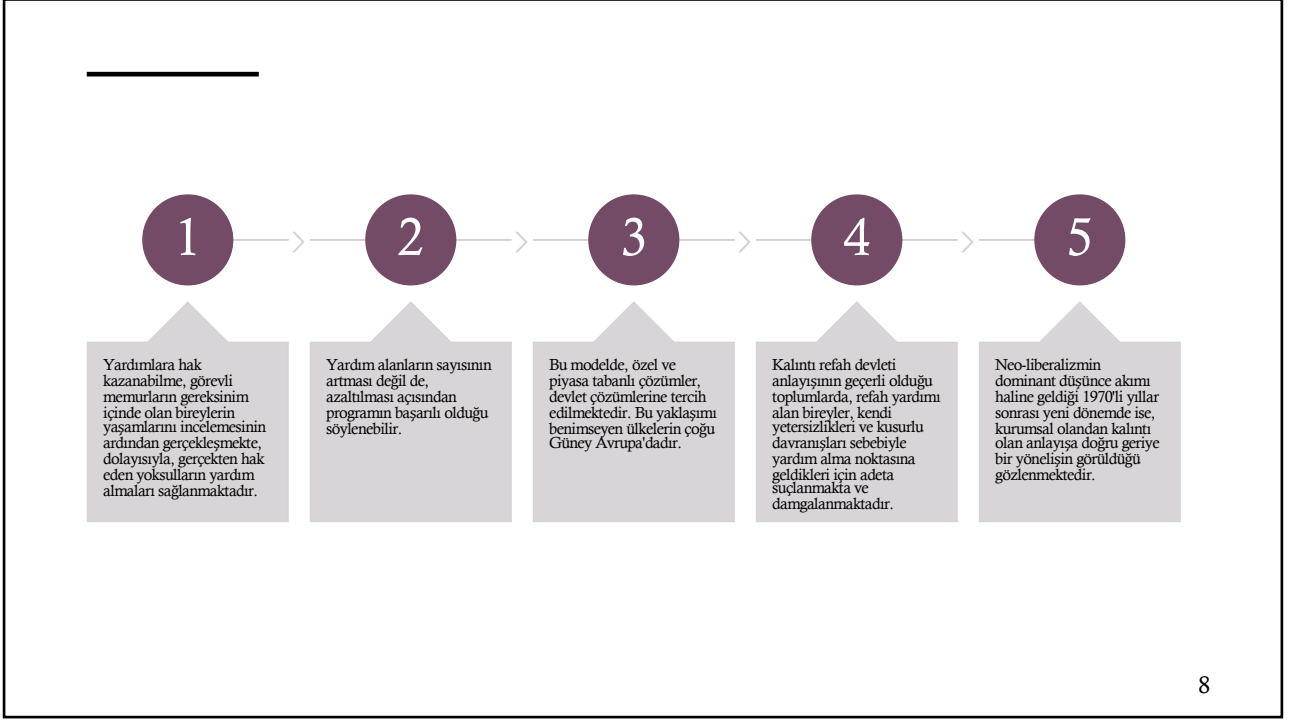 1
2
3
4
5
Yardımlara hak
kazanabilme, görevli
memurların gereksinim
içinde olan bireylerin
yaşamlarını incelemesinin
ardından gerçekleşmekte,
dolayısıyla, gerçekten hak
eden yoksulların yardım
almaları sağlanmaktadır.
Yardım alanların sayısının
artması değil de,
azaltılması açısından
programın başarılı olduğu
söylenebilir.
Bu modelde, özel ve
piyasa tabanlı çözümler,
devlet çözümlerine tercih
edilmektedir. Bu yaklaşımı
benimseyen ülkelerin çoğu
Güney Avrupa'dadır.
Kalıntı refah devleti
anlayışının geçerli olduğu
toplumlarda, refah yardımı
alan bireyler, kendi
yetersizlikleri ve kusurlu
davranışları sebebiyle
yardım alma noktasına
geldikleri için adeta
suçlanmakta ve
damgalanmaktadır.
Neo-liberalizmin
dominant düşünce akımı
haline geldiği 1970'li yıllar
sonrası yeni dönemde ise,
kurumsal olandan kalıntı
olan anlayışa doğru geriye
bir yönelişin görüldüğü
gözlenmektedir.
8